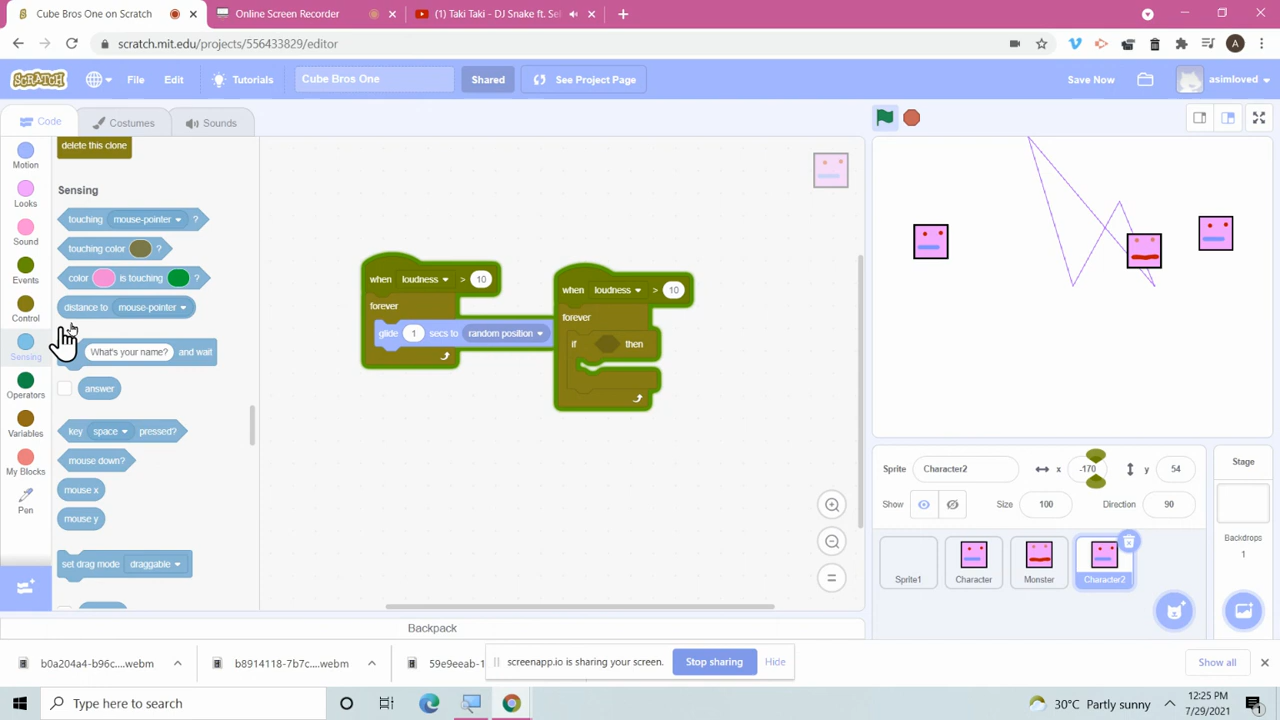 Cube Bros One on Scratch
Online Screen Recorder
(1) Taki Taki - DJ Snake ft. Sel
scratch.mit.edu/projects/556433829/editor
A
SCRATCH
File
Edit
Tutorials
Cube Bros One
Shared
See Project Page
Save Now
asimloved
Code
Costumes
Sounds
Motion
Looks
Sound
Events
Control
Sensing
Operators
Variables
My Blocks
Pen
delete this clone
Sensing
touching mouse-pointer ?
touching color ?
color is touching ?
distance to mouse-pointer
What's your name? and wait
answer
key space pressed?
mouse down?
mouse x
mouse y
set drag mode draggable
when loudness > 10
forever
glide 1 secs to random position
when loudness > 10
forever
if then
Sprite Character2 x -170 y 54
Show Size 100 Direction 90
Sprite1
Character
Monster
Character2
Stage
Backdrops
1
Backpack
b0a204a4-b96c....webm
b8914118-7b7c....webm
59e9eeab-1
screenapp.io is sharing your screen.
Stop sharing
Hide
Show all
Type here to search
30°C Partly sunny
12:25 PM
7/29/2021
1